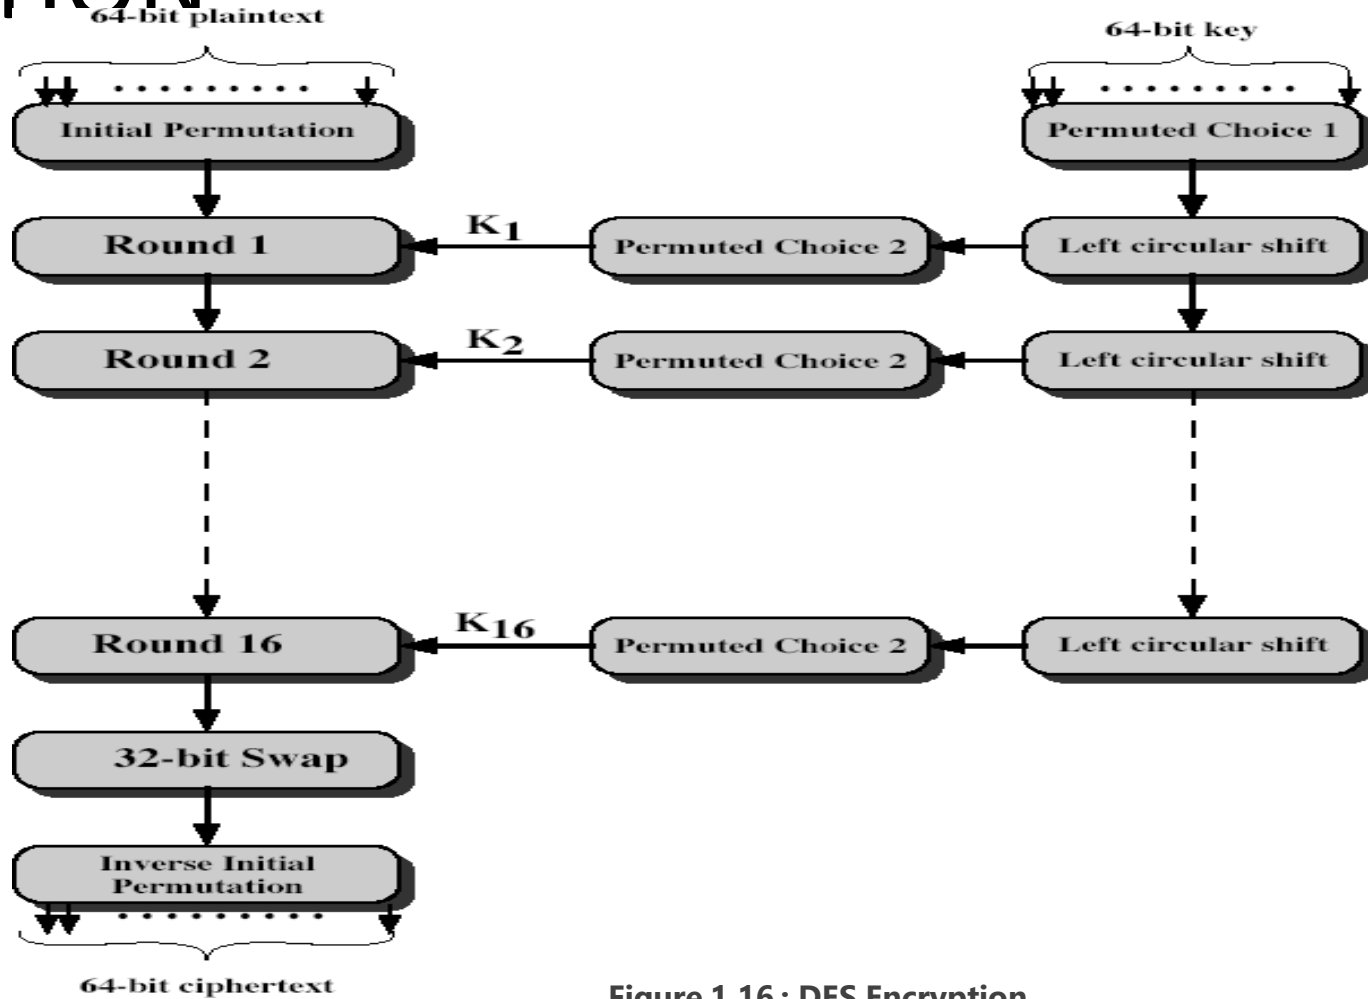 64-bit plaintext
64-bit key
Initial Permutation
Permuted Choice 1
Round 1
K1
Permuted Choice 2
Left circular shift
Round 2
K2
Permuted Choice 2
Left circular shift
Round 16
K16
Permuted Choice 2
Left circular shift
32-bit Swap
Inverse Initial
Permutation
64-bit ciphertext
Figure 1.16 : DES Encryption